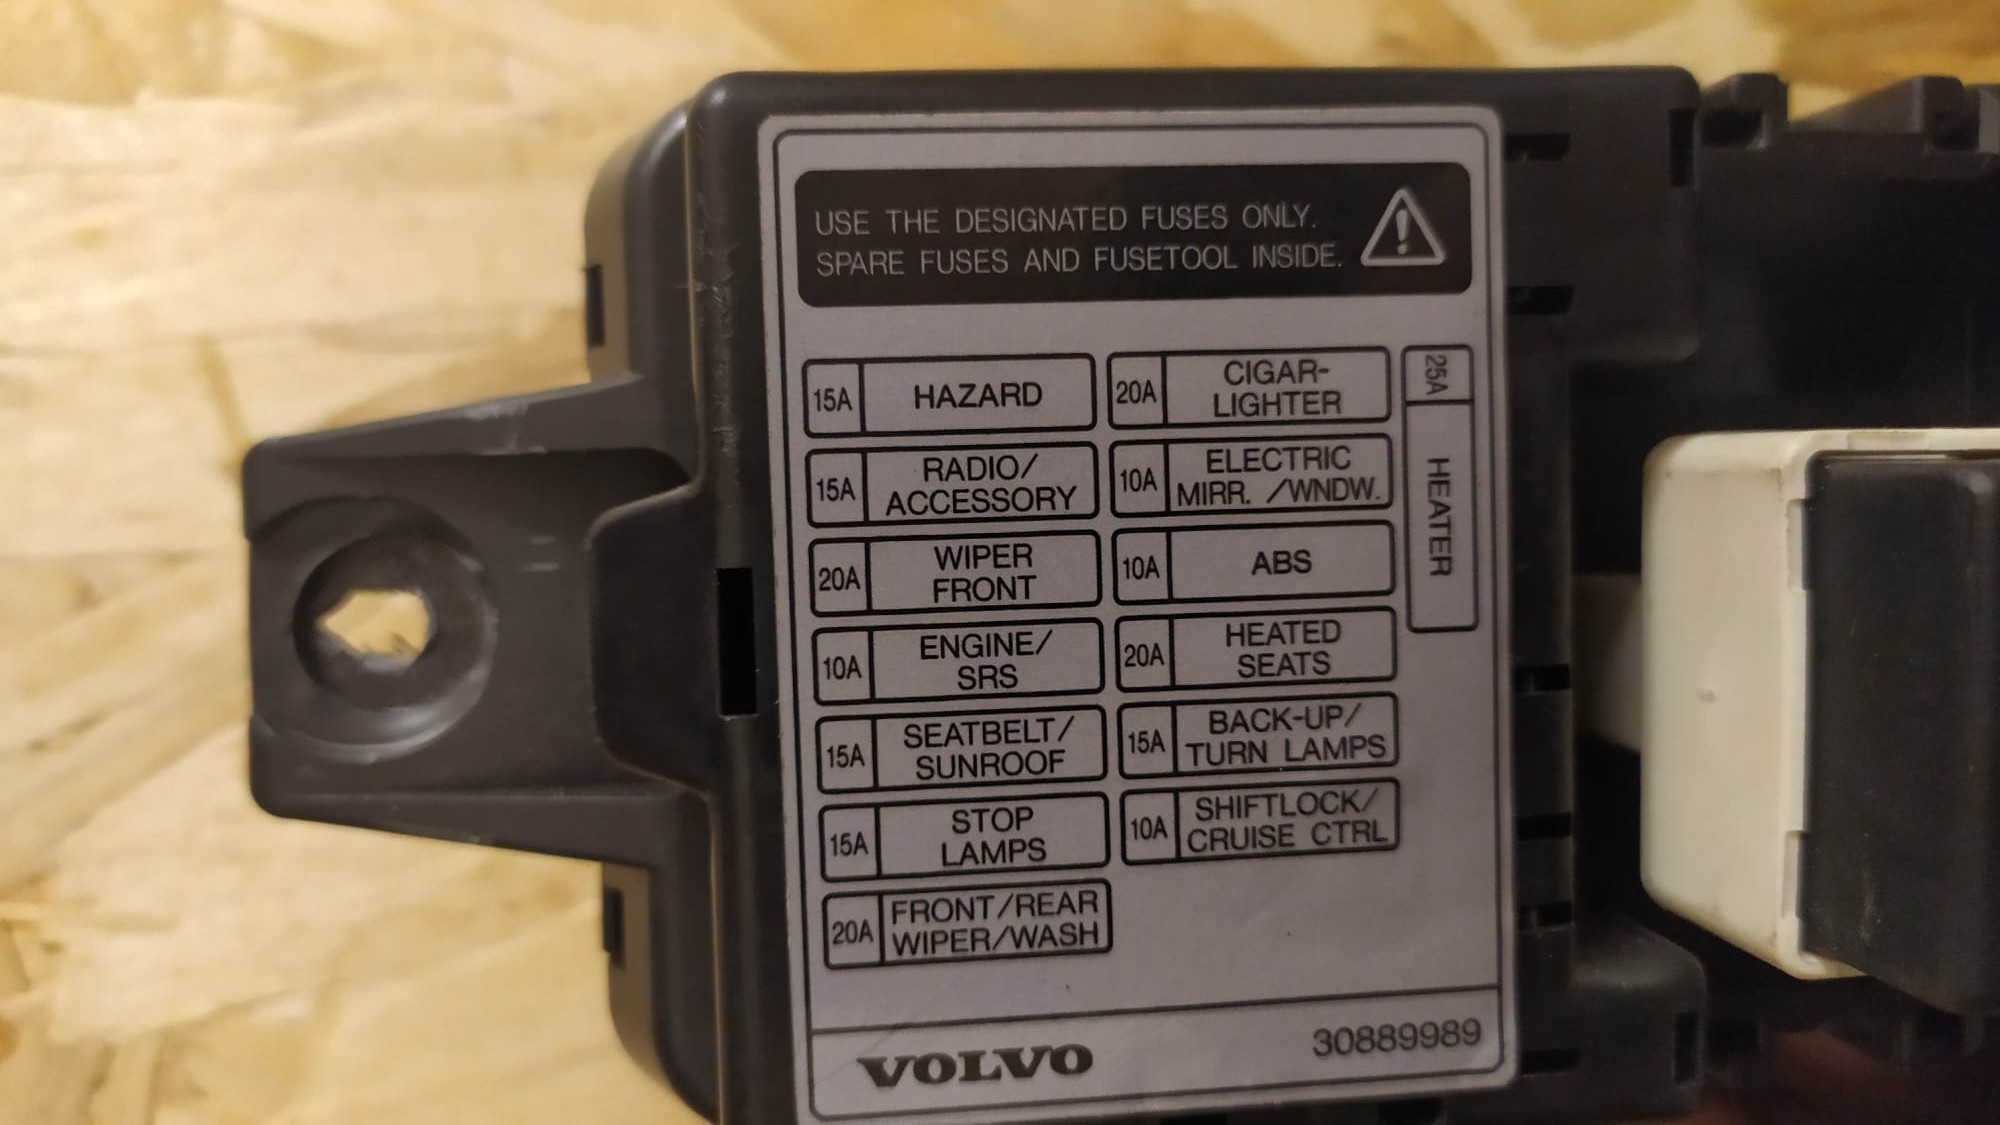 USE THE DESIGNATED FUSES ONLY.
SPARE FUSES AND FUSETOOL INSIDE.
15A HAZARD
15A RADIO/
ACCESSORY
20A WIPER
FRONT
10A ENGINE/
SRS
15A SEATBELT/
SUNROOF
15A STOP
LAMPS
20A FRONT/REAR
WIPER/WASH
20A CIGAR-
LIGHTER
10A ELECTRIC
MIRR. /WNDW.
10A ABS
20A HEATED
SEATS
15A BACK-UP/
TURN LAMPS
10A SHIFTLOCK/
CRUISE CTRL
25A HEATER
VOLVO
30889989